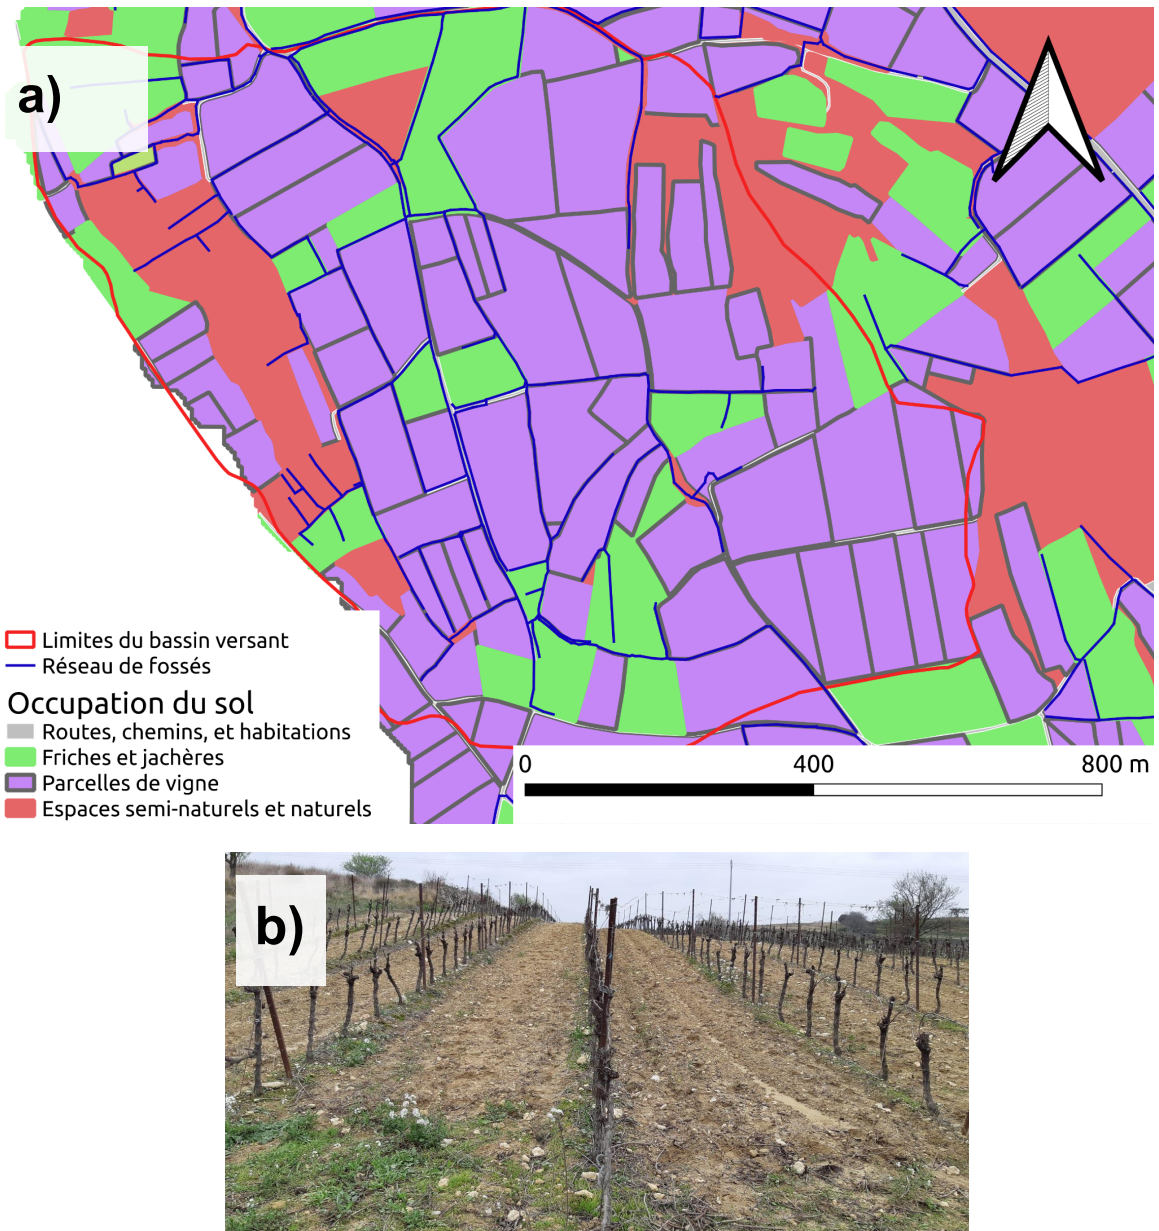 a)
Limites du bassin versant
Réseau de fossés
Occupation du sol
Routes, chemins, et habitations
Friches et jachères
Parcelles de vigne
Espaces semi-naturels et naturels
0 400 800 m
b)